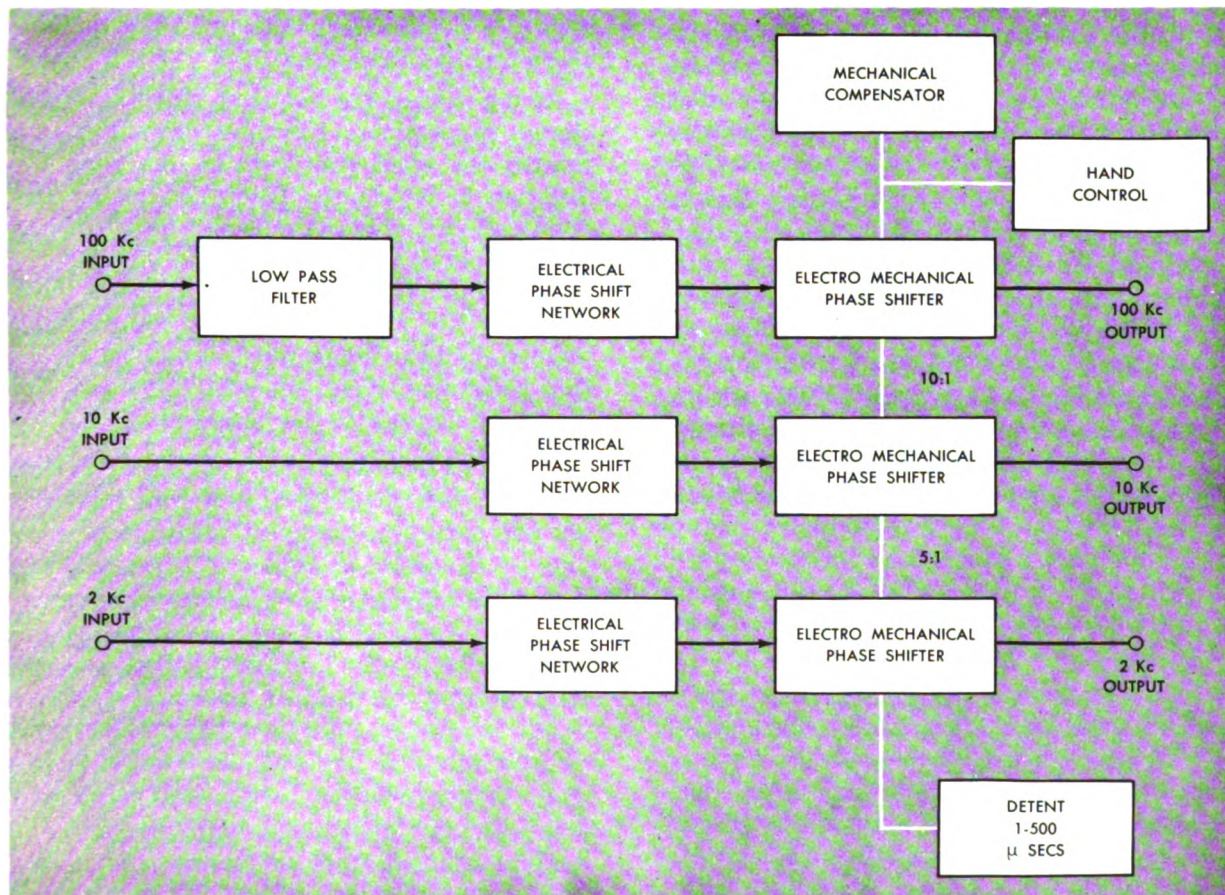 MECHANICAL
COMPENSATOR
HAND
CONTROL
100 Kc
INPUT
LOW PASS
FILTER
ELECTRICAL
PHASE SHIFT
NETWORK
ELECTRO MECHANICAL
PHASE SHIFTER
100 Kc
OUTPUT
10:1
10 Kc
INPUT
ELECTRICAL
PHASE SHIFT
NETWORK
ELECTRO MECHANICAL
PHASE SHIFTER
10 Kc
OUTPUT
5:1
2 Kc
INPUT
ELECTRICAL
PHASE SHIFT
NETWORK
ELECTRO MECHANICAL
PHASE SHIFTER
2 Kc
OUTPUT
DETENT
1-500
μ SECS